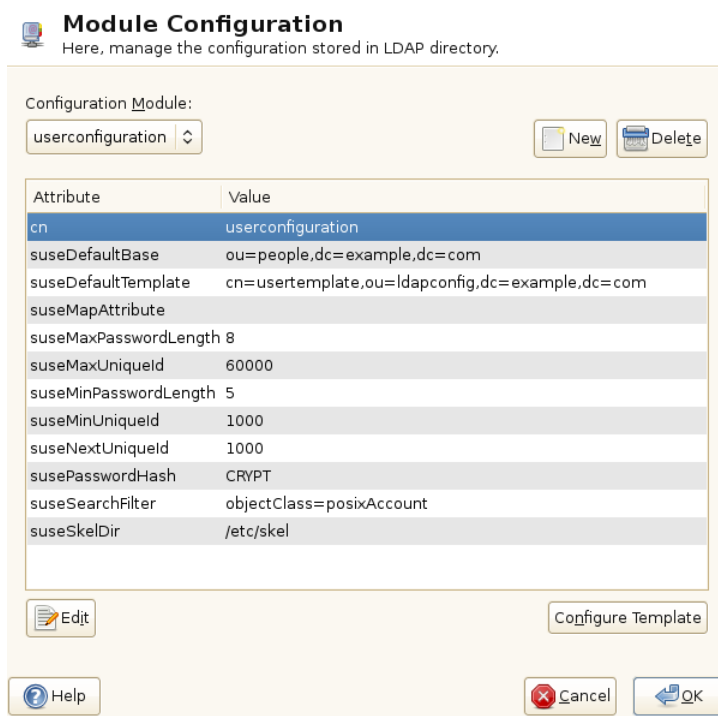 Module Configuration
Here, manage the configuration stored in LDAP directory.
Configuration Module:
userconfiguration
New
Delete
Attribute Value
cn userconfiguration
suseDefaultBase ou=people,dc=example,dc=com
suseDefaultTemplate cn=usertemplate,ou=ldapconfig,dc=example,dc=com
suseMapAttribute
suseMaxPasswordLength 8
suseMaxUniqueId 60000
suseMinPasswordLength 5
suseMinUniqueId 1000
suseNextUniqueId 1000
susePasswordHash CRYPT
suseSearchFilter objectClass=posixAccount
suseSkelDir /etc/skel
Edit
Configure Template
Help
Cancel
OK